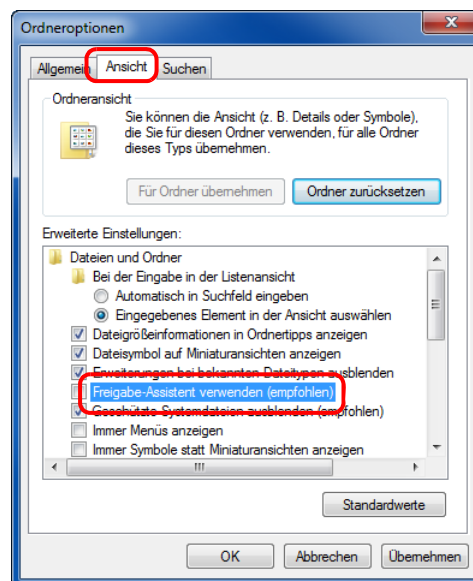 Ordneroptionen
Allgemein Ansicht Suchen
Ordneransicht
Sie können die Ansicht (z. B. Details oder Symbole),
die Sie für diesen Ordner verwenden, für alle Ordner
dieses Typs übernehmen.
Für Ordner übernehmen Ordner zurücksetzen
Erweiterte Einstellungen:
Dateien und Ordner
Bei der Eingabe in der Listenansicht
Automatisch in Suchfeld eingeben
Eingegebenes Element in der Ansicht auswählen
Dateigrößeinformationen in Ordnertipps anzeigen
Dateisymbol auf Miniaturansichten anzeigen
Erweiterungen bei bekannten Dateitypen ausblenden
Freigabe-Assistent verwenden (empfohlen)
Geschützte Systemdateien ausblenden (empfohlen)
Immer Menüs anzeigen
Immer Symbole statt Miniaturansichten anzeigen
Standardwerte
OK Abbrechen Übernehmen